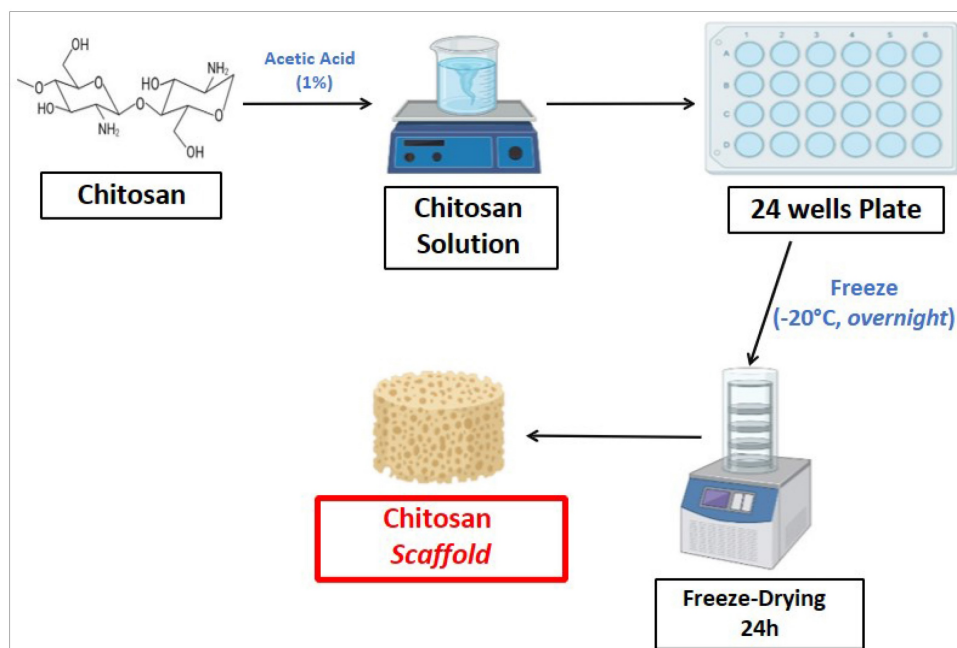 OH
O
HO
NH₂
O
HO
NH₂
O
OH
Chitosan
Acetic Acid
(1%)
Chitosan
Solution
1 2 3 4 5 6
A
B
C
D
24 wells Plate
Freeze
(-20°C, overnight)
Freeze-Drying
24h
Chitosan
Scaffold